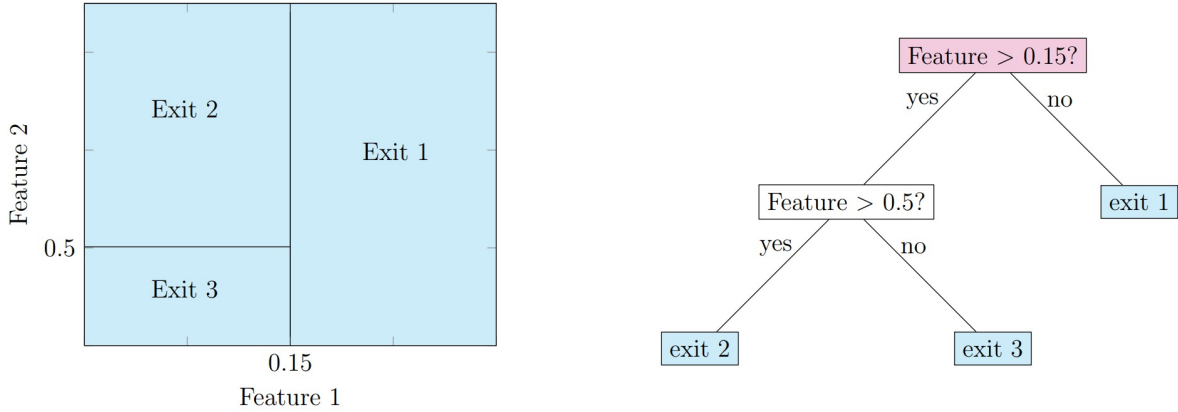 Feature 2
0.5
Exit 2
Exit 1
Exit 3
0.15
Feature 1
Feature > 0.15?
yes
no
Feature > 0.5?
exit 1
yes
no
exit 2
exit 3